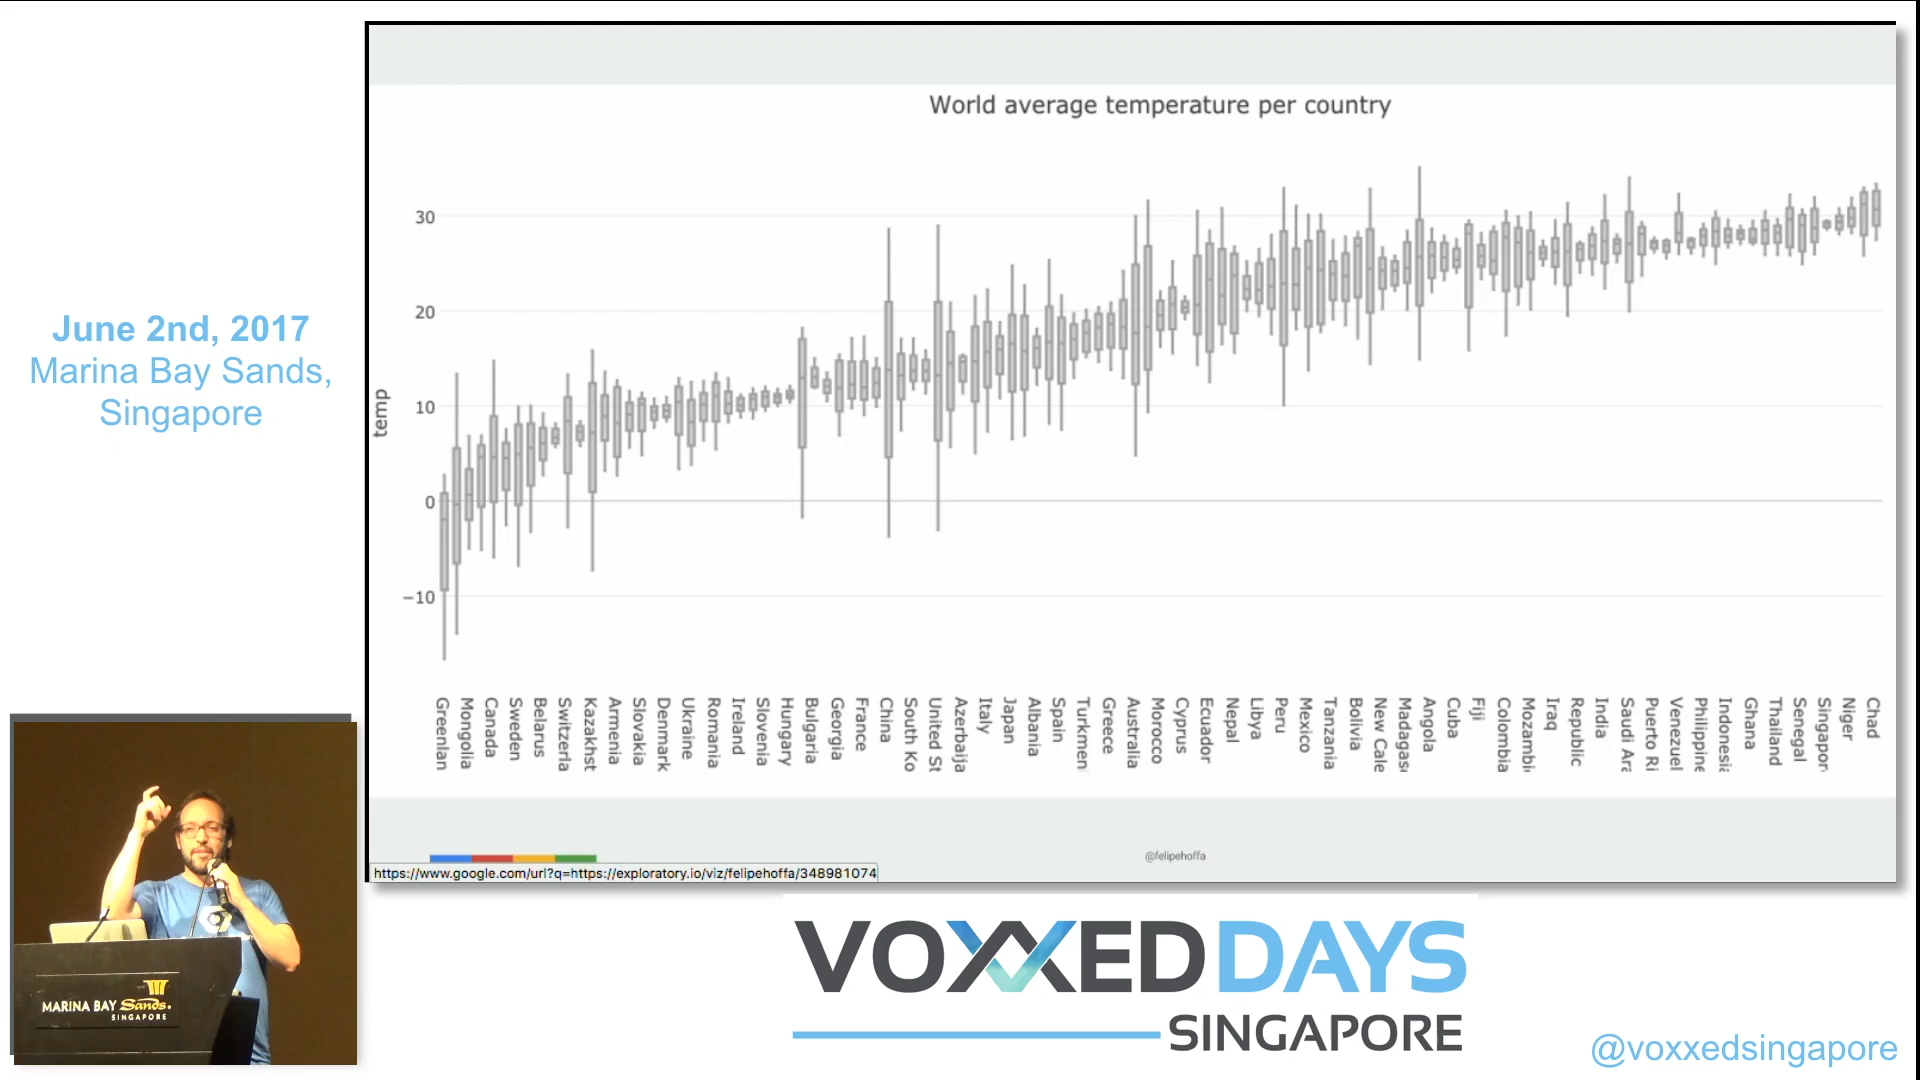 June 2nd, 2017
Marina Bay Sands,
Singapore
World average temperature per country
temp
30
20
10
0
−10
Greenlan
Mongolia
Canada
Sweden
Belarus
Switzerla
Kazakhst
Armenia
Slovakia
Denmark
Ukraine
Romania
Ireland
Slovenia
Hungary
Bulgaria
Georgia
France
China
South Ko
United St
Azerbaija
Italy
Japan
Albania
Spain
Turkmen
Greece
Australia
Morocco
Cyprus
Ecuador
Nepal
Libya
Peru
Mexico
Tanzania
Bolivia
New Cale
Madagas
Angola
Cuba
Fiji
Colombia
Mozambi
Iraq
Republic
India
Saudi Ara
Puerto Ri
Venezuel
Philippine
Indonesia
Ghana
Thailand
Senegal
Singapor
Niger
Chad
@felipehoffa
https://www.google.com/url?q=https://exploratory.io/viz/felipehoffa/348981074
MARINA BAY Sands.
SINGAPORE
VOXXED DAYS
SINGAPORE
@voxxedsingapore